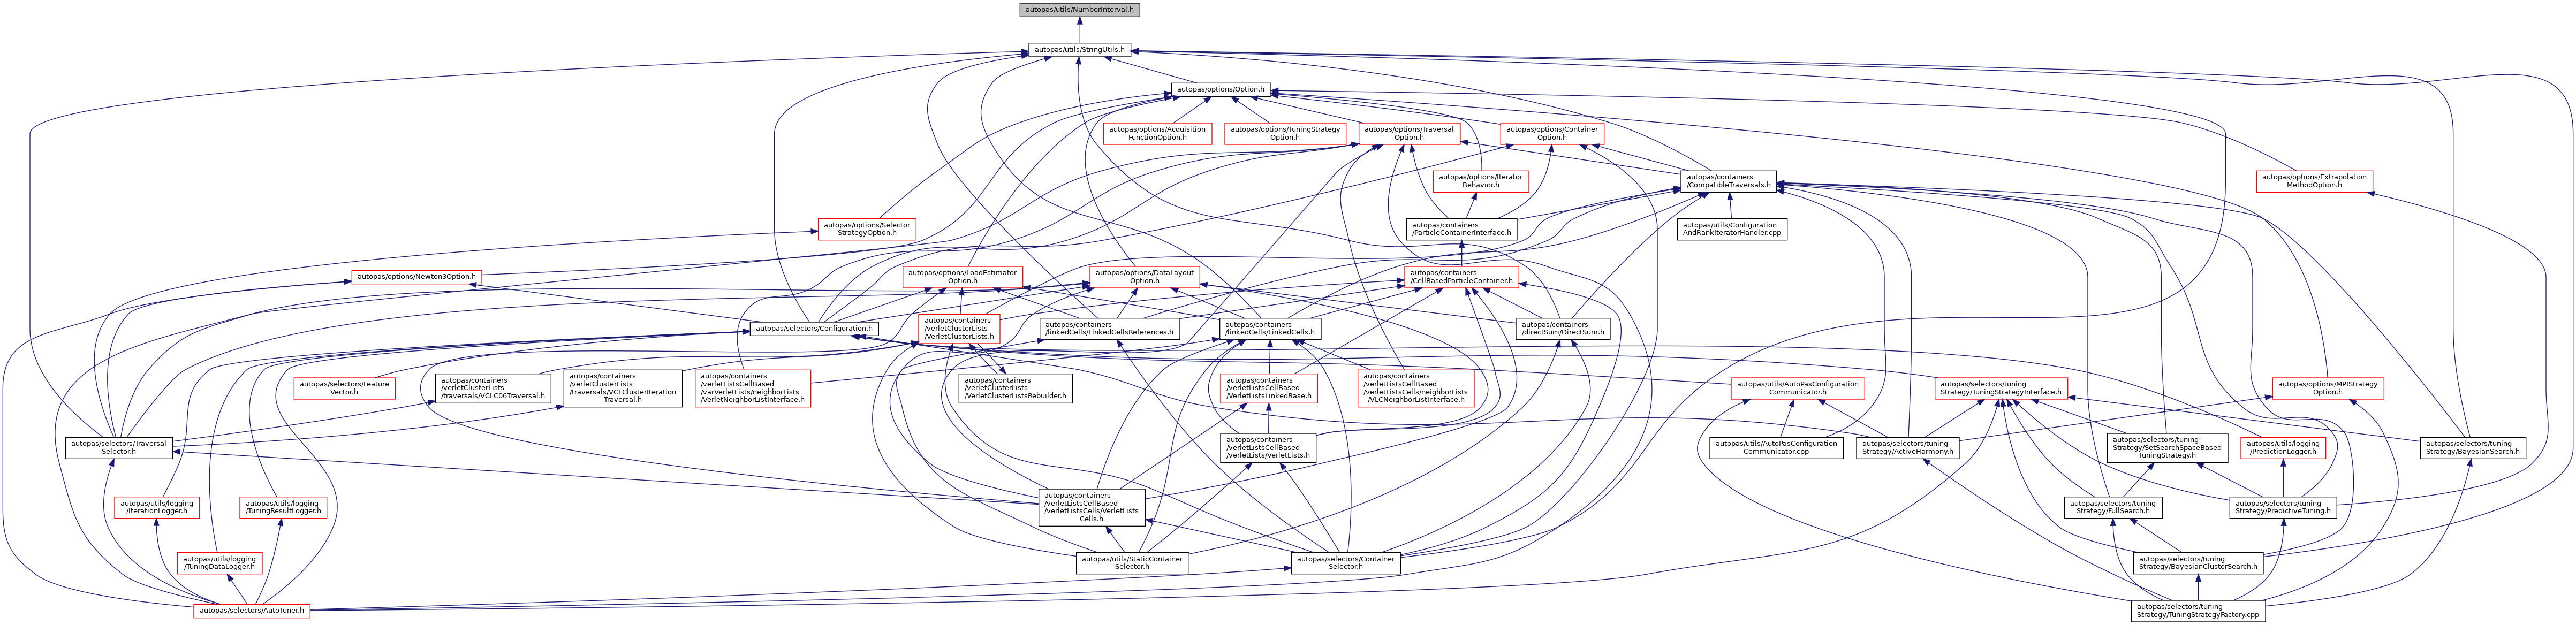 autopas/utils/NumberInterval.h
autopas/utils/StringUtils.h
autopas/options/Option.h
autopas/options/Acquisition
FunctionOption.h
autopas/options/TuningStrategy
Option.h
autopas/options/Traversal
Option.h
autopas/options/Container
Option.h
autopas/options/Iterator
Behavior.h
autopas/containers
/CompatibleTraversals.h
autopas/options/Extrapolation
MethodOption.h
autopas/options/Selector
StrategyOption.h
autopas/containers
/ParticleContainerInterface.h
autopas/utils/Configuration
AndRankIteratorHandler.cpp
autopas/options/Newton3Option.h
autopas/options/LoadEstimator
Option.h
autopas/options/DataLayout
Option.h
autopas/containers
/CellBasedParticleContainer.h
autopas/selectors/Configuration.h
autopas/containers
/verletClusterLists
/VerletClusterLists.h
autopas/containers
/linkedCells/LinkedCellsReferences.h
autopas/containers
/linkedCells/LinkedCells.h
autopas/containers
/directSum/DirectSum.h
autopas/selectors/Feature
Vector.h
autopas/containers
/verletClusterLists
/traversals/VCLC06Traversal.h
autopas/containers
/verletClusterLists
/traversals/VCLClusterIteration
Traversal.h
autopas/containers
/verletListsCellBased
/varVerletLists/neighborLists
/VerletNeighborListInterface.h
autopas/containers
/verletClusterLists
/VerletClusterListsRebuilder.h
autopas/containers
/verletListsCellBased
/VerletListsLinkedBase.h
autopas/containers
/verletListsCellBased
/verletListsCells/neighborLists
/VLCNeighborListInterface.h
autopas/utils/AutoPasConfiguration
Communicator.h
autopas/selectors/tuning
Strategy/TuningStrategyInterface.h
autopas/options/MPIStrategy
Option.h
autopas/selectors/Traversal
Selector.h
autopas/containers
/verletListsCellBased
/verletLists/VerletLists.h
autopas/utils/AutoPasConfiguration
Communicator.cpp
autopas/selectors/tuning
Strategy/ActiveHarmony.h
autopas/selectors/tuning
Strategy/SetSearchSpaceBased
TuningStrategy.h
autopas/utils/logging
/PredictionLogger.h
autopas/selectors/tuning
Strategy/BayesianSearch.h
autopas/utils/logging
/IterationLogger.h
autopas/utils/logging
/TuningResultLogger.h
autopas/containers
/verletListsCellBased
/verletListsCells/VerletLists
Cells.h
autopas/selectors/tuning
Strategy/FullSearch.h
autopas/selectors/tuning
Strategy/PredictiveTuning.h
autopas/utils/logging
/TuningDataLogger.h
autopas/utils/StaticContainer
Selector.h
autopas/selectors/Container
Selector.h
autopas/selectors/tuning
Strategy/BayesianClusterSearch.h
autopas/selectors/AutoTuner.h
autopas/selectors/tuning
Strategy/TuningStrategyFactory.cpp